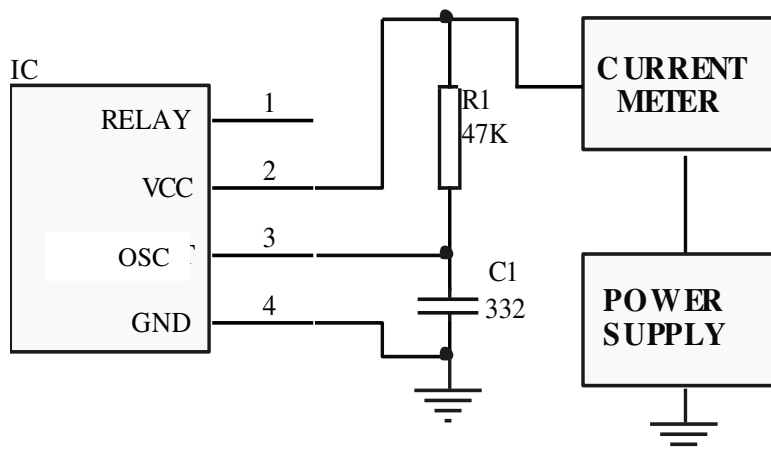 IC
RELAY
1
VCC
2
OSC
3
GND
4
R1
47K
C1
332
CURRENT
METER
POWER
SUPPLY